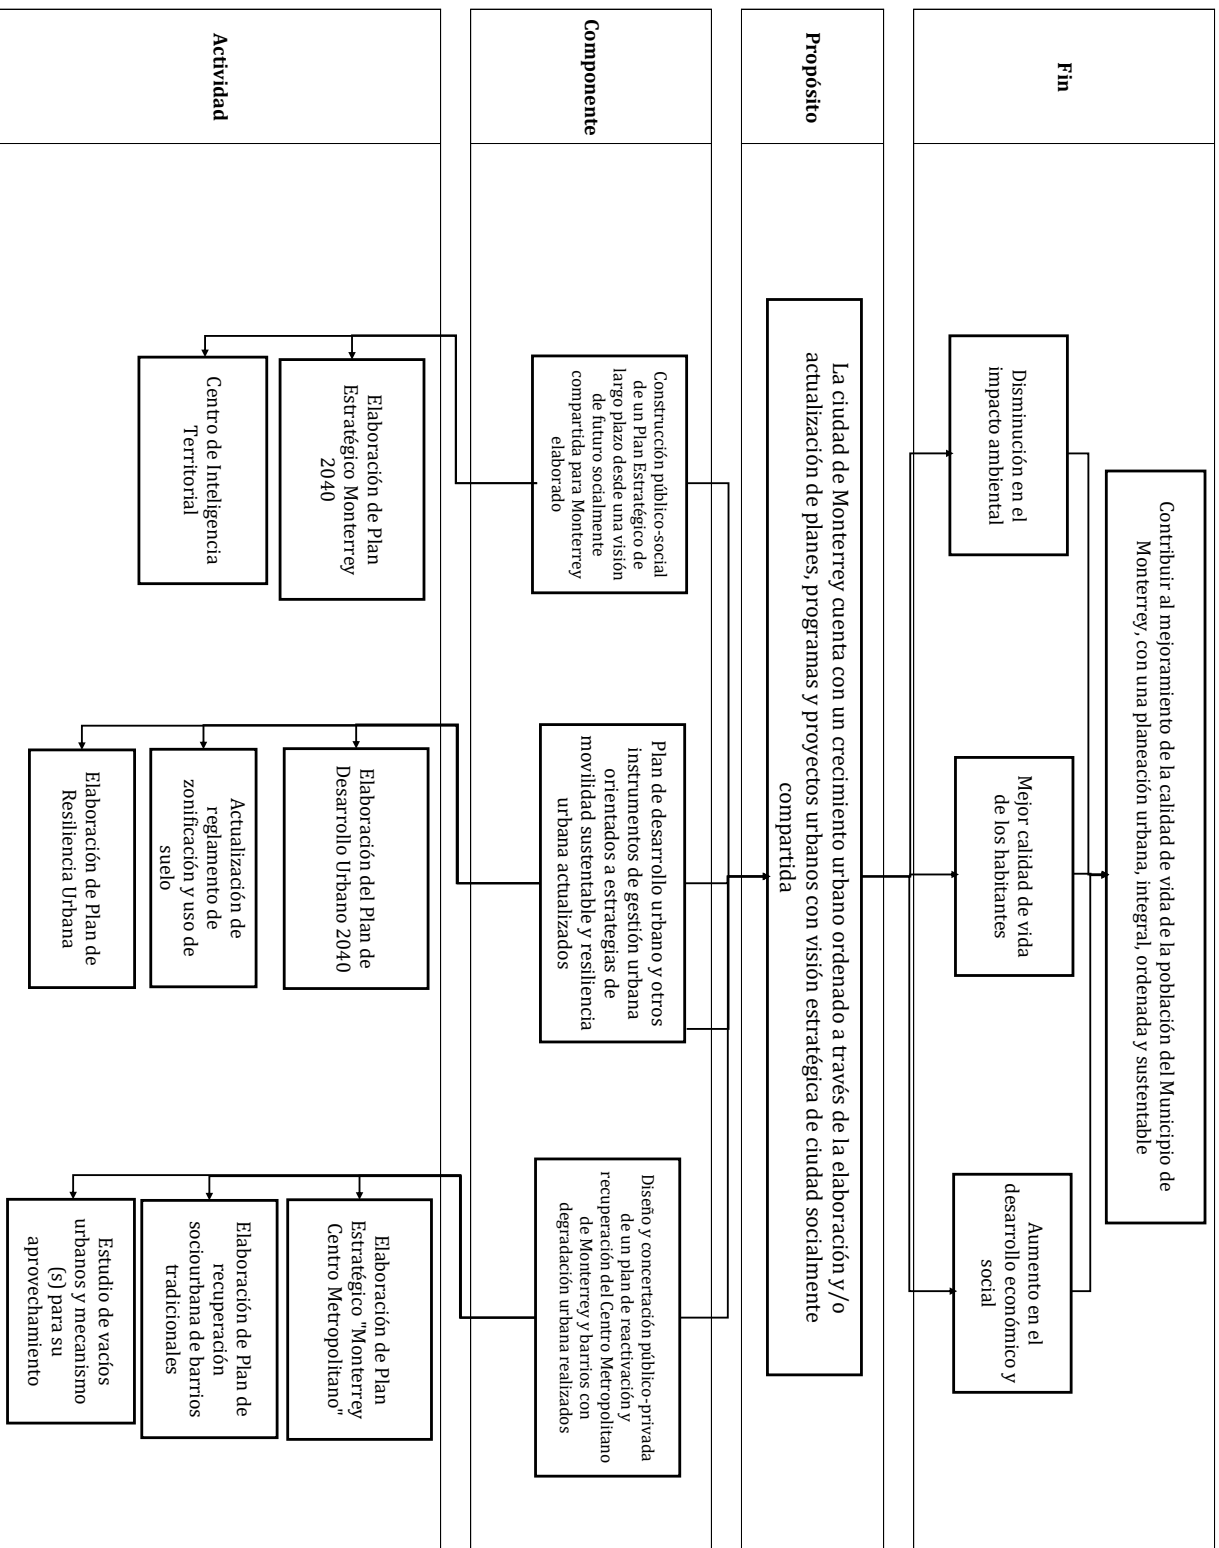 Fin
Contribuir al mejoramiento de la calidad de vida de la población del Municipio de
Monterrey, con una planeación urbana, integral, ordenada y sustentable
Disminución en el
impacto ambiental
Mejor calidad de vida
de los habitantes
Aumento en el
desarrollo económico y
social
Propósito
La ciudad de Monterrey cuenta con un crecimiento urbano ordenado a través de la elaboración y/o
actualización de planes, programas y proyectos urbanos con visión estratégica de ciudad socialmente
compartida
Componente
Construcción público-social
de un Plan Estratégico de
largo plazo desde una visión
de futuro socialmente
compartida para Monterrey
elaborado
Plan de desarrollo urbano y otros
instrumentos de gestión urbana
orientados a estrategias de
movilidad sustentable y resiliencia
urbana actualizados
Diseño y concertación público-privada
de un plan de reactivación y
recuperación del Centro Metropolitano
de Monterrey y barrios con
degradación urbana realizados
Actividad
Elaboración de Plan
Estratégico Monterrey
2040
Centro de Inteligencia
Territorial
Elaboración del Plan de
Desarrollo Urbano 2040
Actualización de
reglamento de
zonificación y uso de
suelo
Elaboración de Plan de
Resiliencia Urbana
Elaboración de Plan
Estratégico "Monterrey
Centro Metropolitano"
Elaboración de Plan de
recuperación
sociourbana de barrios
tradicionales
Estudio de vacíos
urbanos y mecanismo
(s) para su
aprovechamiento